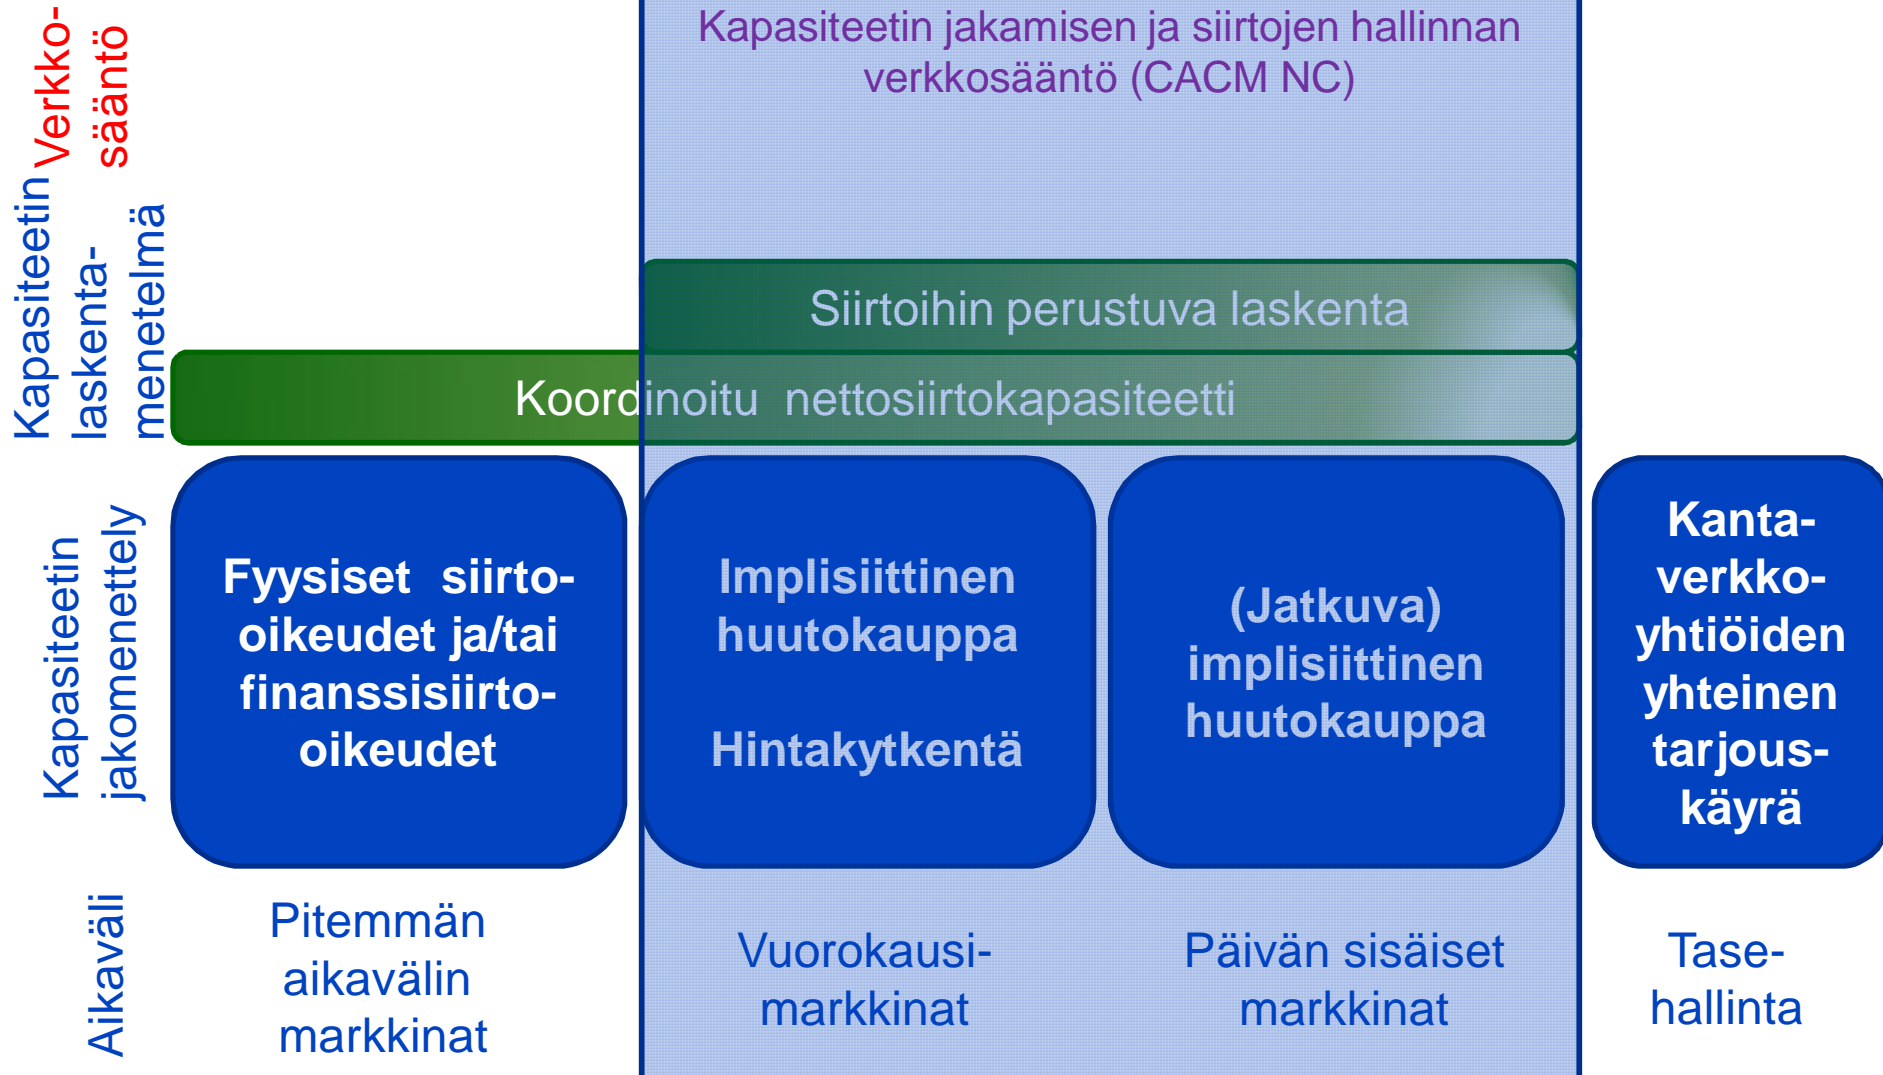 Verkko-
sääntö
Kapasiteetin jakamisen ja siirtojen hallinnan
verkkosääntö (CACM NC)
Kapasiteetin
laskenta-
menetelmä
Siirtoihin perustuva laskenta
Koordinoitu nettosiirtokapasiteetti
Kapasiteetin
jakomenettely
Fyysiset siirto-
oikeudet ja/tai
finanssisiirto-
oikeudet
Implisiittinen
huutokauppa
Hintakytkentä
(Jatkuva)
implisiittinen
huutokauppa
Kanta-
verkko-
yhtiöiden
yhteinen
tarjous-
käyrä
Aikaväli
Pitemmän
aikavälin
markkinat
Vuorokausi-
markkinat
Päivän sisäiset
markkinat
Tase-
hallinta